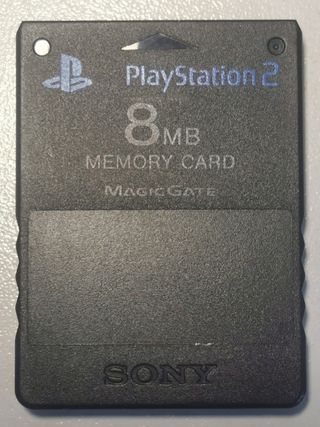 PlayStation 2
8MB
MEMORY CARD
MAGICGATE
SONY